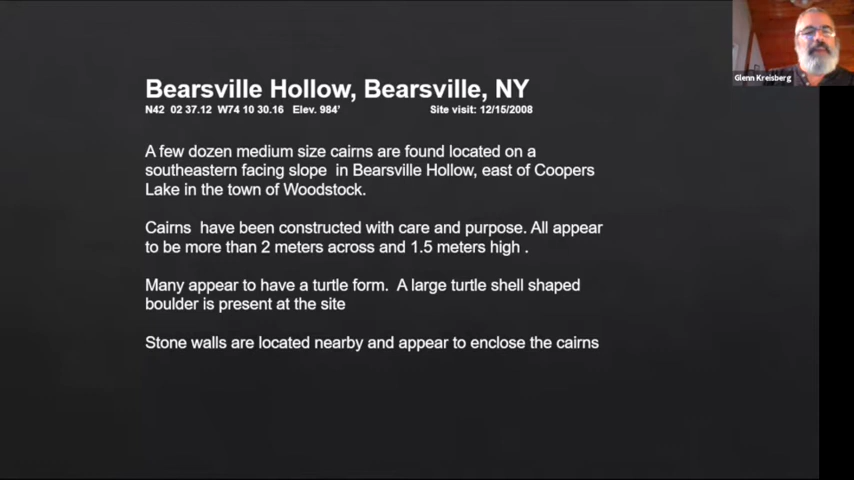 Bearsville Hollow, Bearsville, NY
N42 02 37.12 W74 10 30.16 Elev. 984' Site visit: 12/15/2008
A few dozen medium size cairns are found located on a
southeastern facing slope in Bearsville Hollow, east of Coopers
Lake in the town of Woodstock.
Cairns have been constructed with care and purpose. All appear
to be more than 2 meters across and 1.5 meters high .
Many appear to have a turtle form. A large turtle shell shaped
boulder is present at the site
Stone walls are located nearby and appear to enclose the cairns
Glenn Kreisberg